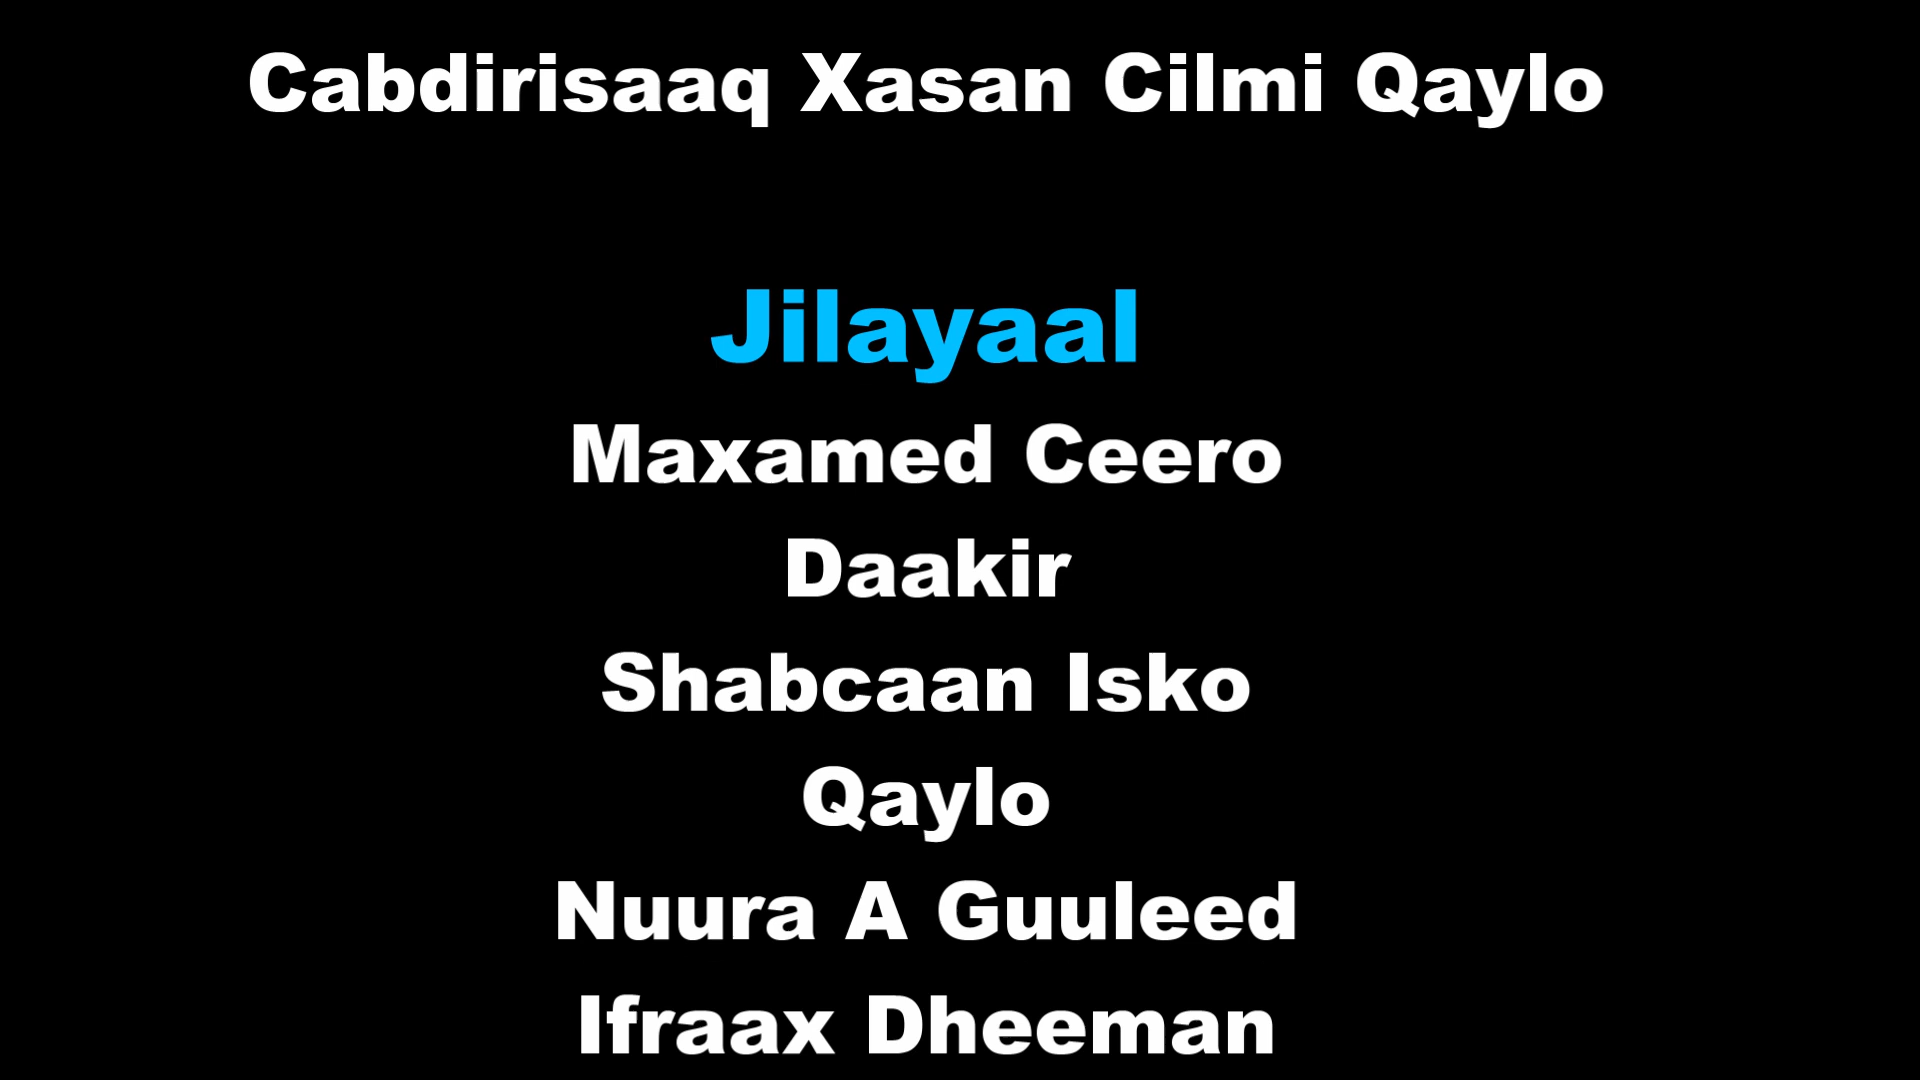 Cabdirisaaq Xasan Cilmi Qaylo
Jilayaal
Maxamed Ceero
Daakir
Shabcaan Isko
Qaylo
Nuura A Guuleed
Ifraax Dheeman